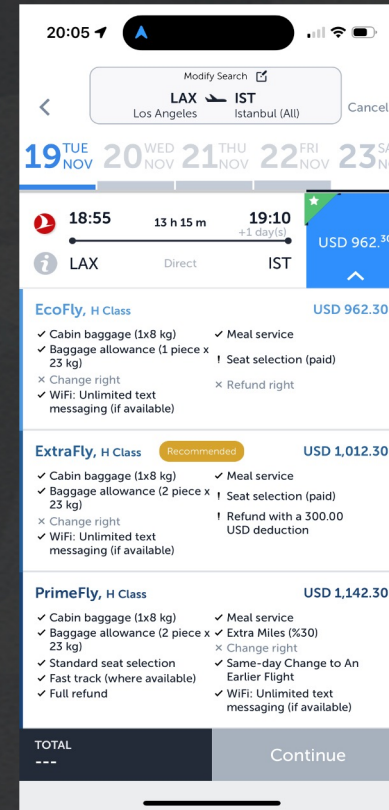 20:05
Modify Search
LAX IST
Los Angeles Istanbul (All)
Cancel
19 TUE NOV 20 WED NOV 21 THU NOV 22 FRI NOV 23
18:55 13 h 15 m 19:10
+1 day(s)
USD 962.30
LAX Direct IST
EcoFly, H Class USD 962.30
✓ Cabin baggage (1x8 kg)
✓ Baggage allowance (1 piece x
23 kg)
× Change right
✓ WiFi: Unlimited text
messaging (if available)
✓ Meal service
! Seat selection (paid)
× Refund right
ExtraFly, H Class Recommended USD 1,012.30
✓ Cabin baggage (1x8 kg)
✓ Baggage allowance (2 piece x
23 kg)
× Change right
✓ WiFi: Unlimited text
messaging (if available)
✓ Meal service
! Seat selection (paid)
! Refund with a 300.00
USD deduction
PrimeFly, H Class USD 1,142.30
✓ Cabin baggage (1x8 kg)
✓ Baggage allowance (2 piece x
23 kg)
✓ Standard seat selection
✓ Fast track (where available)
✓ Full refund
✓ Meal service
✓ Extra Miles (%30)
× Change right
✓ Same-day Change to An
Earlier Flight
✓ WiFi: Unlimited text
messaging (if available)
TOTAL
---
Continue